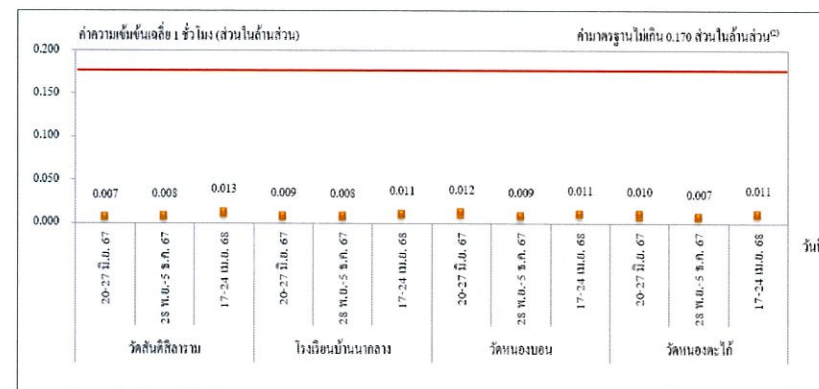 ค่าความเข้มข้นเฉลี่ย 1 ชั่วโมง (ส่วนในล้านส่วน) ค่ามาตรฐานไม่เกิน 0.170 ส่วนในล้านส่วน(2)
0.200
0.150
0.100
0.050
0.000
0.007 0.008 0.013 0.009 0.008 0.011 0.012 0.009 0.011 0.010 0.007 0.011
20-27 มิ.ย. 67 28 พ.ย.-5 ธ.ค. 67 17-24 เม.ย. 68 20-27 มิ.ย. 67 28 พ.ย.-5 ธ.ค. 67 17-24 เม.ย. 68 20-27 มิ.ย. 67 28 พ.ย.-5 ธ.ค. 67 17-24 เม.ย. 68 20-27 มิ.ย. 67 28 พ.ย.-5 ธ.ค. 67 17-24 เม.ย. 68
วัดสันติสิลาราม โรงเรียนบ้านนากลาง วัดหนองบอน วัดหนองตะไก้